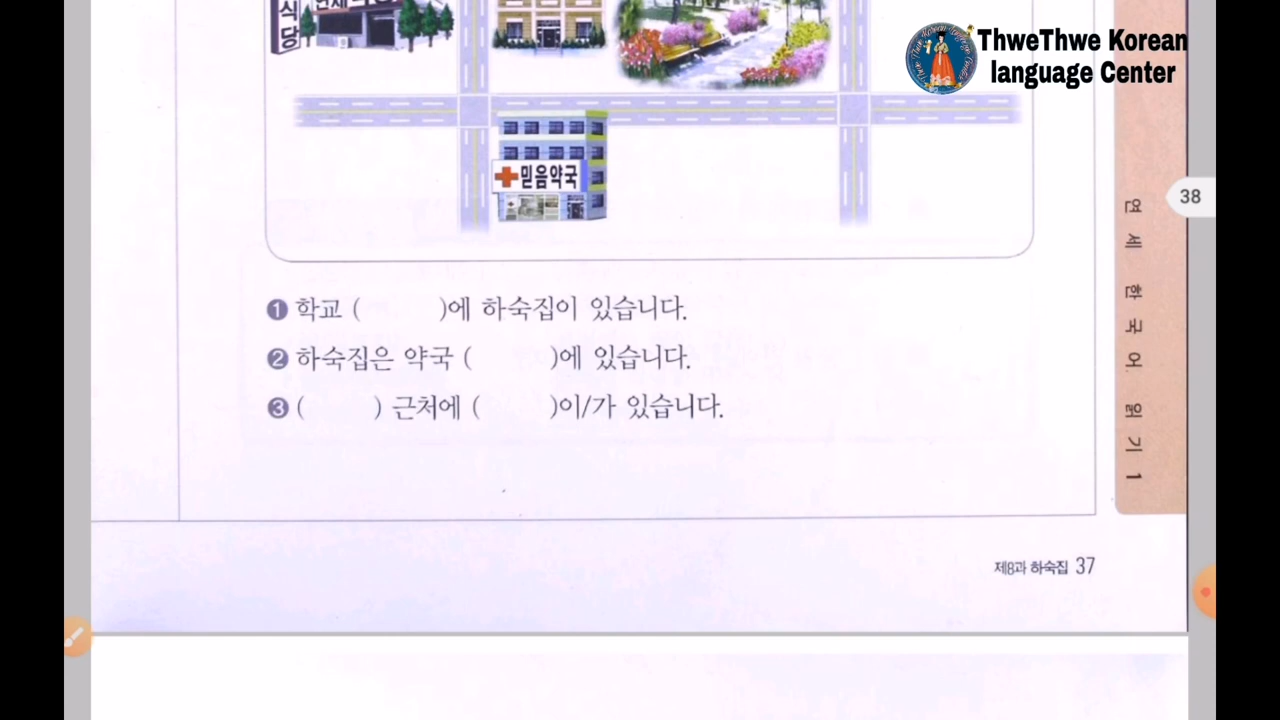 식당
ThweThwe Korean
language Center
믿음약국
38
연세 한국어 읽기 1
❶ 학교 ( )에 하숙집이 있습니다.
❷ 하숙집은 약국 ( )에 있습니다.
❸ ( ) 근처에 ( )이/가 있습니다.
제8과 하숙집 37